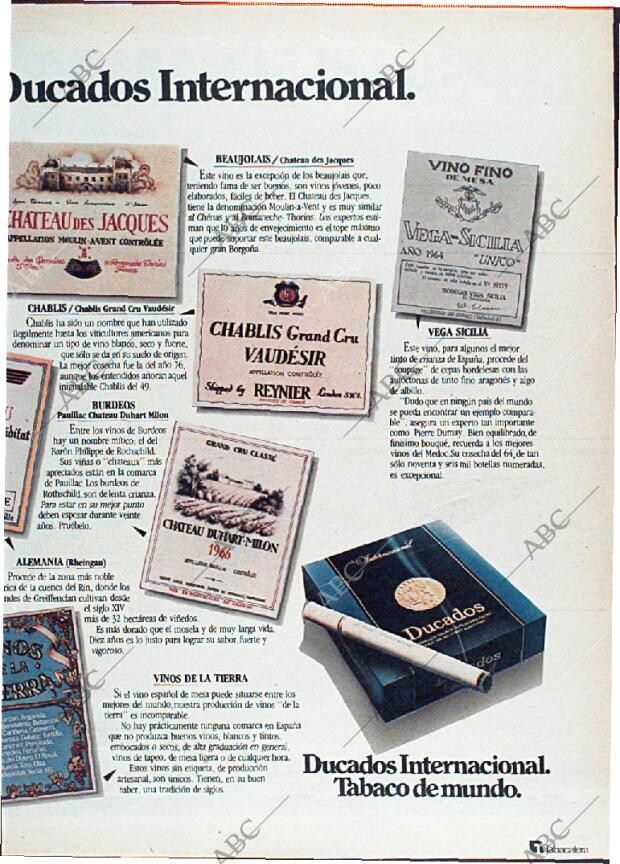 Ducados Internacional.
CHATEAU DES JACQUES
APPELLATION MOULIN-A-VENT CONTRÔLÉE
BEAUJOLAIS / Chateau des Jacques
Este vino es la excepción de los beaujolais que,
teniendo fama de ser buenos, son vinos jóvenes, poco
elaborados, fáciles de beber. El Chateau des Jacques,
tiene la denominación Moulin-a-Vent y es muy similar
al Chénas y al Romaneche-Thorins. Los expertos esti-
man que 10 años de envejecimiento es el tope máximo
que puede soportar este beaujolais, comparable a cual-
quier gran Borgoña.
VINO FINO
DE MESA
VEGA-SICILIA
"UNICO"
AÑO 1964
BODEGAS VEGA SICILIA
CHABLIS / Chablis Grand Cru Vaudésir
Chablis ha sido un nombre que han utilizado
ilegalmente hasta los viticultores americanos para
denominar un tipo de vino blanco, seco y fuerte,
que sólo se da en su suelo de origen.
La mejor cosecha fue la del año 76,
aunque los entendidos añoran aquel
inigualable Chablis del 49.
CHABLIS Grand Cru
VAUDÉSIR
APPELLATION CONTRÔLÉE
Shipped by REYNIER London SW1.
PRODUCE OF FRANCE
VEGA SICILIA
Este vino, para algunos el mejor
tinto de crianza de España, procede del
"coupage" de cepas bordelesas con las
autóctonas de tinto fino aragonés y algo
de albillo.
"Dudo que en ningún país del mundo
se pueda encontrar un ejemplo compara-
ble", asegura un experto tan importante
como Pierre Dumay. Bien equilibrado, de
finísimo bouqué, recuerda a los mejores
vinos del Medoc. Su cosecha del 64, de tan
sólo noventa y seis mil botellas numeradas,
es excepcional.
BURDEOS
Pauillac Chateau Duhart Milon
Entre los vinos de Burdeos
hay un nombre mítico: el del
Barón Philippe de Rothschild.
Sus viñas o "chateaux" más
apreciados están en la comarca
de Pauillac. Los burdeos de
Rothschild, son de lenta crianza.
Para estar en su mejor punto
deben esperar durante veinte
años. Pruébelo.
GRAND CRU CLASSÉ
CHATEAU DUHART-MILON
1966
APPELLATION PAUILLAC CONTRÔLÉE
ALEMANIA (Rheingau)
Procede de la zona más noble
rica de la cuenca del Rin, donde los
ndes de Greiffendan cultivan desde
el siglo XIV
más de 32 hectáreas de viñedos.
Es más dorado que el mosela y de muy larga vida.
Diez años es lo justo para lograr su sabor, fuerte y
vigoroso.
Internacional
Ducados
Ducados
VINOS DE LA TIERRA
Si el vino español de mesa puede situarse entre los
mejores del mundo, nuestra producción de vinos "de la
tierra" es incomparable.
No hay prácticamente ninguna comarca en España
que no produzca buenos vinos, blancos y tintos,
embocados o secos, de alta graduación en general,
vinos de tapeo, de mesa ligera o de cualquier hora.
Estos vinos sin etiqueta, de producción
artesanal, son únicos. Tienen, en su buen
saber, una tradición de siglos.
Ducados Internacional.
Tabaco de mundo.
Tabacalera